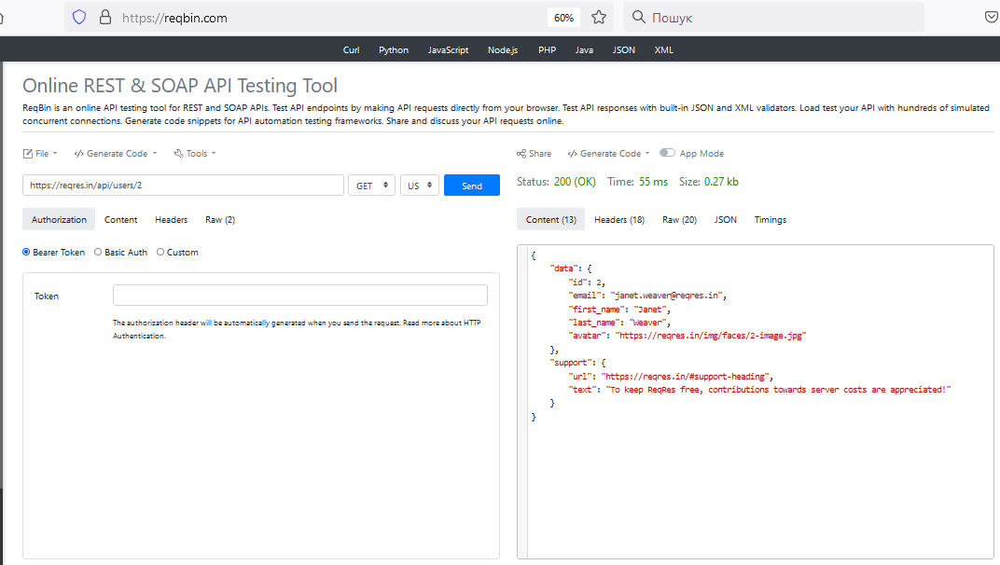 https://reqbin.com
60%
Пошук
Curl Python JavaScript Node.js PHP Java JSON XML
Online REST & SOAP API Testing Tool
ReqBin is an online API testing tool for REST and SOAP APIs. Test API endpoints by making API requests directly from your browser. Test API responses with built-in JSON and XML validators. Load test your API with hundreds of simulated
concurrent connections. Generate code snippets for API automation testing frameworks. Share and discuss your API requests online.
File </> Generate Code Tools
https://reqres.in/api/users/2 GET US Send
Authorization Content Headers Raw (2)
Bearer Token Basic Auth Custom
Token
The authorization header will be automatically generated when you send the request. Read more about HTTP
Authentication.
Share </> Generate Code App Mode
Status: 200 (OK) Time: 55 ms Size: 0.27 kb
Content (13) Headers (18) Raw (20) JSON Timings
{
"data": {
"id": 2,
"email": "janet.weaver@reqres.in",
"first_name": "Janet",
"last_name": "Weaver",
"avatar": "https://reqres.in/img/faces/2-image.jpg"
},
"support": {
"url": "https://reqres.in/#support-heading",
"text": "To keep ReqRes free, contributions towards server costs are appreciated!"
}
}